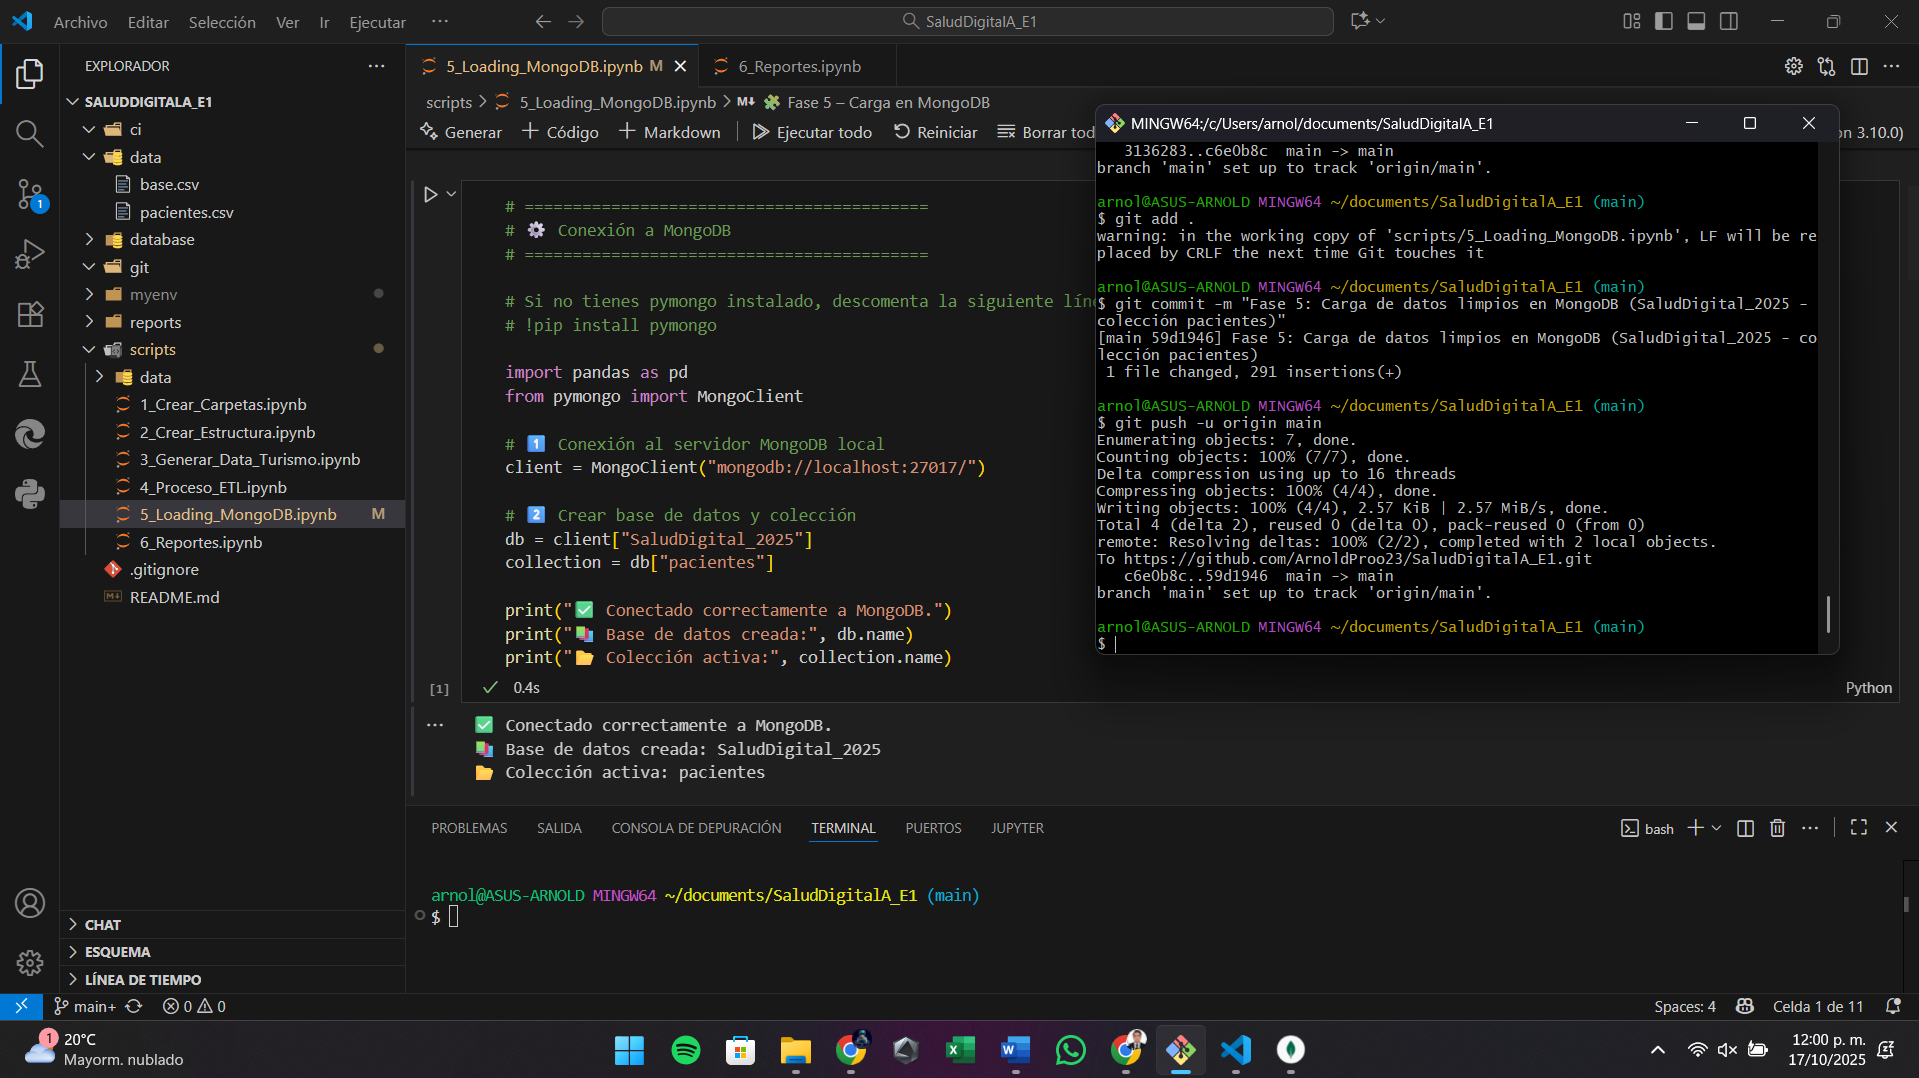 Archivo Editar Selección Ver Ir Ejecutar ···
SaludDigitalA_E1
EXPLORADOR
SALUDDIGITALA_E1
ci
data
base.csv
pacientes.csv
database
git
myenv
reports
scripts
data
1_Crear_Carpetas.ipynb
2_Crear_Estructura.ipynb
3_Generar_Data_Turismo.ipynb
4_Proceso_ETL.ipynb
5_Loading_MongoDB.ipynb M
6_Reportes.ipynb
.gitignore
README.md
CHAT
ESQUEMA
LÍNEA DE TIEMPO
1
5_Loading_MongoDB.ipynb M
6_Reportes.ipynb
scripts > 5_Loading_MongoDB.ipynb > M↓ 🧩 Fase 5 – Carga en MongoDB
Generar + Código + Markdown | Ejecutar todo Reiniciar Borrar tod
on 3.10.0)
# ==========================================
# ⚙️ Conexión a MongoDB
# ==========================================
# Si no tienes pymongo instalado, descomenta la siguiente líne
# !pip install pymongo
import pandas as pd
from pymongo import MongoClient
# 1️⃣ Conexión al servidor MongoDB local
client = MongoClient("mongodb://localhost:27017/")
# 2️⃣ Crear base de datos y colección
db = client["SaludDigital_2025"]
collection = db["pacientes"]
print("✅ Conectado correctamente a MongoDB.")
print("📚 Base de datos creada:", db.name)
print("📂 Colección activa:", collection.name)
[1] ✓ 0.4s
Python
✅ Conectado correctamente a MongoDB.
📚 Base de datos creada: SaludDigital_2025
📂 Colección activa: pacientes
MINGW64:/c/Users/arnol/documents/SaludDigitalA_E1
3136283..c6e0b8c main -> main
branch 'main' set up to track 'origin/main'.
arnol@ASUS-ARNOLD MINGW64 ~/documents/SaludDigitalA_E1 (main)
$ git add .
warning: in the working copy of 'scripts/5_Loading_MongoDB.ipynb', LF will be re
placed by CRLF the next time Git touches it
arnol@ASUS-ARNOLD MINGW64 ~/documents/SaludDigitalA_E1 (main)
$ git commit -m "Fase 5: Carga de datos limpios en MongoDB (SaludDigital_2025 -
colección pacientes)"
[main 59d1946] Fase 5: Carga de datos limpios en MongoDB (SaludDigital_2025 - co
lección pacientes)
1 file changed, 291 insertions(+)
arnol@ASUS-ARNOLD MINGW64 ~/documents/SaludDigitalA_E1 (main)
$ git push -u origin main
Enumerating objects: 7, done.
Counting objects: 100% (7/7), done.
Delta compression using up to 16 threads
Compressing objects: 100% (4/4), done.
Writing objects: 100% (4/4), 2.57 KiB | 2.57 MiB/s, done.
Total 4 (delta 2), reused 0 (delta 0), pack-reused 0 (from 0)
remote: Resolving deltas: 100% (2/2), completed with 2 local objects.
To https://github.com/ArnoldProo23/SaludDigitalA_E1.git
c6e0b8c..59d1946 main -> main
branch 'main' set up to track 'origin/main'.
arnol@ASUS-ARNOLD MINGW64 ~/documents/SaludDigitalA_E1 (main)
$
PROBLEMAS SALIDA CONSOLA DE DEPURACIÓN TERMINAL PUERTOS JUPYTER
bash
arnol@ASUS-ARNOLD MINGW64 ~/documents/SaludDigitalA_E1 (main)
$
main+ 0 0
Spaces: 4 Celda 1 de 11
1
20°C
Mayorm. nublado
12:00 p. m.
17/10/2025